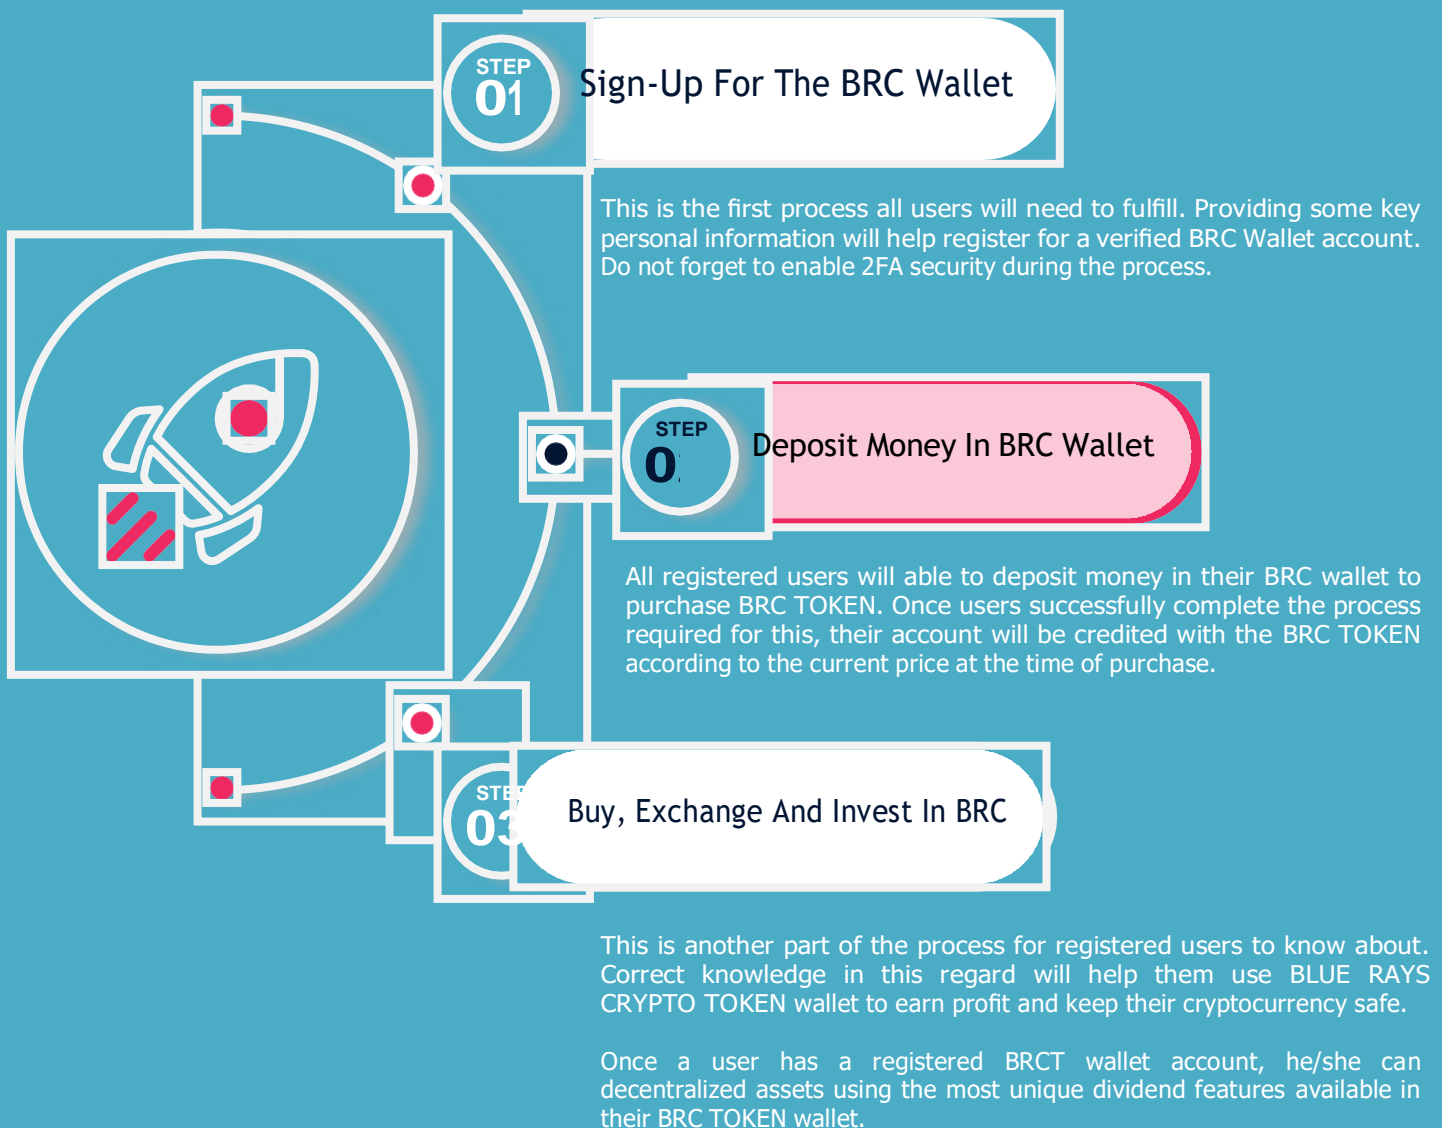 STEP
01
Sign-Up For The BRC Wallet
This is the first process all users will need to fulfill. Providing some key
personal information will help register for a verified BRC Wallet account.
Do not forget to enable 2FA security during the process.
STEP
0
Deposit Money In BRC Wallet
All registered users will able to deposit money in their BRC wallet to
purchase BRC TOKEN. Once users successfully complete the process
required for this, their account will be credited with the BRC TOKEN
according to the current price at the time of purchase.
STEP
03
Buy, Exchange And Invest In BRC
This is another part of the process for registered users to know about.
Correct knowledge in this regard will help them use BLUE RAYS
CRYPTO TOKEN wallet to earn profit and keep their cryptocurrency safe.
Once a user has a registered BRCT wallet account, he/she can
decentralized assets using the most unique dividend features available in
their BRC TOKEN wallet.